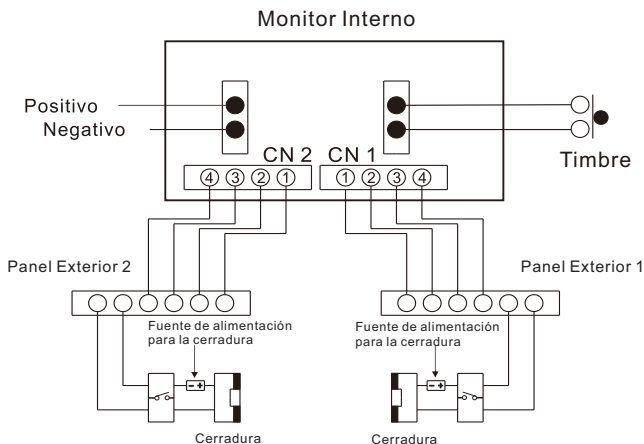 Monitor Interno
Positivo
Negativo
CN 2 CN 1
4 3 2 1 1 2 3 4
Timbre
Panel Exterior 2
Panel Exterior 1
Fuente de alimentación
para la cerradura
- +
Cerradura
Fuente de alimentación
para la cerradura
- +
Cerradura